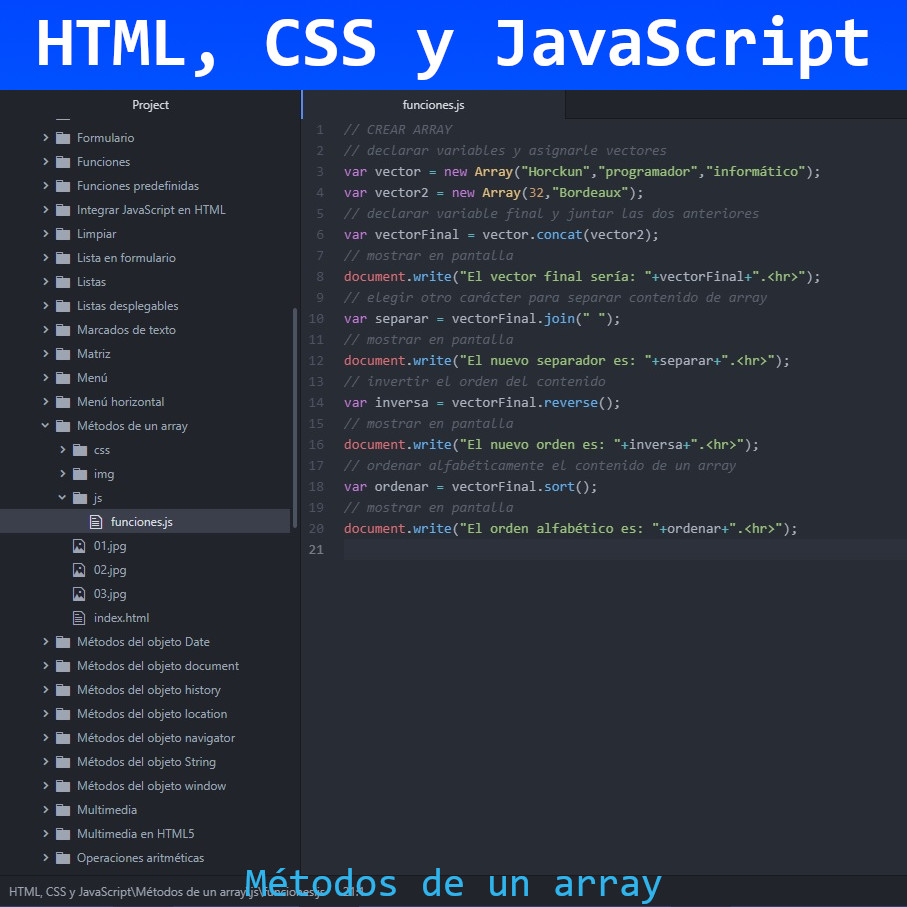 HTML, CSS y JavaScript
Project
Formulario
Funciones
Funciones predefinidas
Integrar JavaScript en HTML
Limpiar
Lista en formulario
Listas
Listas desplegables
Marcados de texto
Matriz
Menú
Menú horizontal
Métodos de un array
css
img
js
funciones.js
01.jpg
02.jpg
03.jpg
index.html
Métodos del objeto Date
Métodos del objeto document
Métodos del objeto history
Métodos del objeto location
Métodos del objeto navigator
Métodos del objeto String
Métodos del objeto window
Multimedia
Multimedia en HTML5
Operaciones aritméticas
funciones.js
1 // CREAR ARRAY
2 // declarar variables y asignarle vectores
3 var vector = new Array("Horckun","programador","informático");
4 var vector2 = new Array(32,"Bordeaux");
5 // declarar variable final y juntar las dos anteriores
6 var vectorFinal = vector.concat(vector2);
7 // mostrar en pantalla
8 document.write("El vector final sería: "+vectorFinal+".<hr>");
9 // elegir otro carácter para separar contenido de array
10 var separar = vectorFinal.join(" ");
11 // mostrar en pantalla
12 document.write("El nuevo separador es: "+separar+".<hr>");
13 // invertir el orden del contenido
14 var inversa = vectorFinal.reverse();
15 // mostrar en pantalla
16 document.write("El nuevo orden es: "+inversa+".<hr>");
17 // ordenar alfabéticamente el contenido de un array
18 var ordenar = vectorFinal.sort();
19 // mostrar en pantalla
20 document.write("El orden alfabético es: "+ordenar+".<hr>");
21
HTML, CSS y JavaScript\Métodos de un array\js\funciones.js 21:1
Métodos de un array